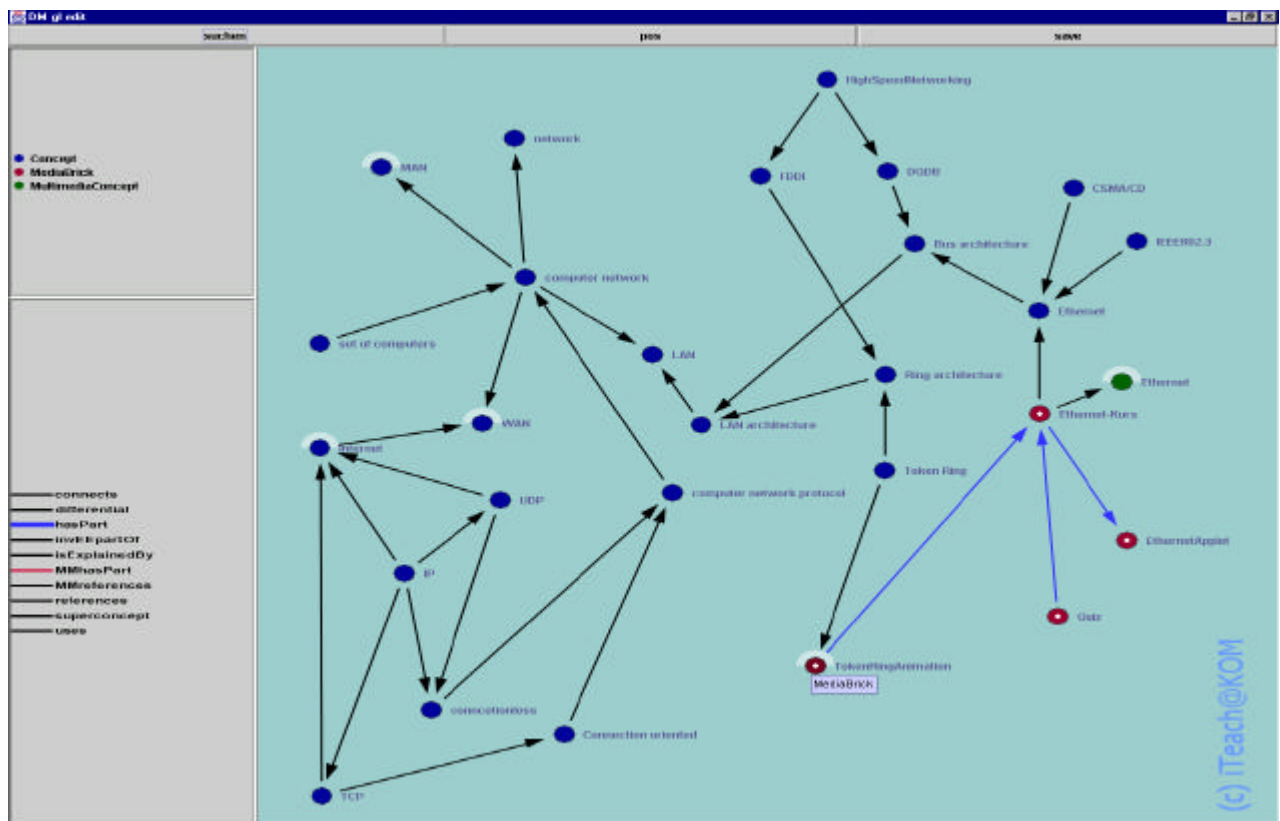 DM gl edit
suchen
pos
save
Concept
MediaBrick
MultimediaConcept
connects
differential
hasPart
invEEpartOf
isExplainedBy
MMhasPart
MMreferences
references
superconcept
uses
HighSpeedNetworking
network
MAN
FDDI
DQDB
CSMA/CD
Bus architecture
IEEE802.3
computer network
Ethernet
set of computers
LAN
Ring architecture
Ethernet
Ethernet-Kurs
WAN
LAN architecture
Internet
Token Ring
UDP
computer network protocol
EthernetApplet
IP
Quiz
TokenRingAnimation
MediaBrick
connectionless
Connection oriented
TCP
(c) iTeach@KOM